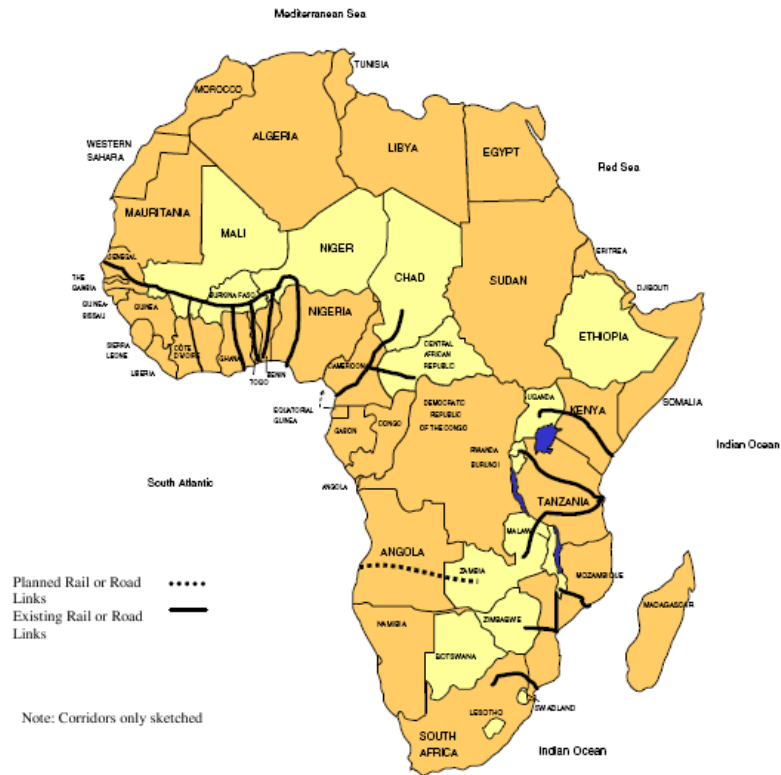 Mediterranean Sea
TUNISIA
MOROCCO
ALGERIA
LIBYA
EGYPT
WESTERN
SAHARA
Red Sea
MAURITANIA
MALI
NIGER
CHAD
SUDAN
ERITREA
SENEGAL
THE
GAMBIA
GUINEA-
BISSAU
GUINEA
BURKINA FASO
DJIBOUTI
NIGERIA
ETHIOPIA
SIERRA
LEONE
LIBERIA
CÔTE
D'IVOIRE
GHANA
TOGO
BENIN
CENTRAL
AFRICAN
REPUBLIC
CAMEROON
EQUATORIAL
GUINEA
GABON
CONGO
DEMOCRATIC
REPUBLIC
OF THE CONGO
UGANDA
KENYA
SOMALIA
Indian Ocean
RWANDA
BURUNDI
South Atlantic
ANGOLA
TANZANIA
MALAWI
ANGOLA
ZAMBIA
MOZAMBIQUE
Planned Rail or Road
Links
Existing Rail or Road
Links
MADAGASCAR
NAMIBIA
ZIMBABWE
BOTSWANA
Note: Corridors only sketched
LESOTHO
SWAZILAND
SOUTH
AFRICA
Indian Ocean